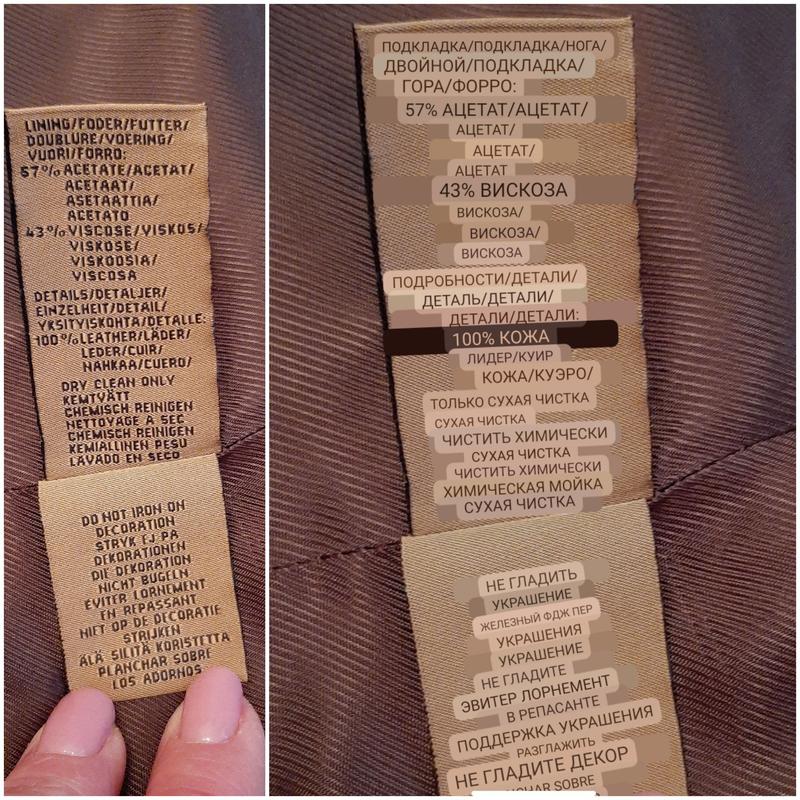 LINING/FODER/FUTTER/
DOUBLURE/VOERING/
VUORI/FORRO:
57% ACETATE/ACETAT/
ACETAAT/
ASETAATTIA/
ACETATO
43% VISCOSE/VISKOS/
VISKOSE/
VISKOOSIA/
VISCOSA
DETAILS/DETALJER/
EINZELHEIT/DETAIL/
YKSITYISKOHTA/DETALLE:
100% LEATHER/LÄDER/
LEDER/CUIR/
NAHKAA/CUERO/
DRY CLEAN ONLY
KEMTVÄTT
CHEMISCH REINIGEN
NETTOYAGE A SEC
CHEMISCH REINIGEN
KEMIALLINEN PESU
LAVADO EN SECO
DO NOT IRON ON
DECORATION
STRYK EJ PÅ
DEKORATIONEN
DIE DEKORATION
NICHT BÜGELN
EVITER LORNEMENT
EN REPASSANT
NIET OP DE DECORATIE
STRIJKEN
ÄLÄ SILITÄ KORISTETTA
PLANCHAR SOBRE
LOS ADORNOS
ПОДКЛАДКА/ПОДКЛАДКА/НОГА/
ДВОЙНОЙ/ПОДКЛАДКА/
ГОРА/ФОРРО:
57% АЦЕТАТ/АЦЕТАТ/
АЦЕТАТ/
АЦЕТАТ/
АЦЕТАТ
43% ВИСКОЗА
ВИСКОЗА/
ВИСКОЗА/
ВИСКОЗА
ПОДРОБНОСТИ/ДЕТАЛИ/
ДЕТАЛЬ/ДЕТАЛИ/
ДЕТАЛИ/ДЕТАЛИ:
100% КОЖА
ЛИДЕР/КУИР
КОЖА/КУЭРО/
ТОЛЬКО СУХАЯ ЧИСТКА
СУХАЯ ЧИСТКА
ЧИСТИТЬ ХИМИЧЕСКИ
СУХАЯ ЧИСТКА
ЧИСТИТЬ ХИМИЧЕСКИ
ХИМИЧЕСКАЯ МОЙКА
СУХАЯ ЧИСТКА
НЕ ГЛАДИТЬ
УКРАШЕНИЕ
ЖЕЛЕЗНЫЙ ФДЖ ПЕР
УКРАШЕНИЯ
УКРАШЕНИЕ
НЕ ГЛАДИТЕ
ЭВИТЕР ЛОРНЕМЕНТ
В РЕПАСАНТЕ
ПОДДЕРЖКА УКРАШЕНИЯ
РАЗГЛАЖИТЬ
НЕ ГЛАДИТЕ ДЕКОР
SOBRE